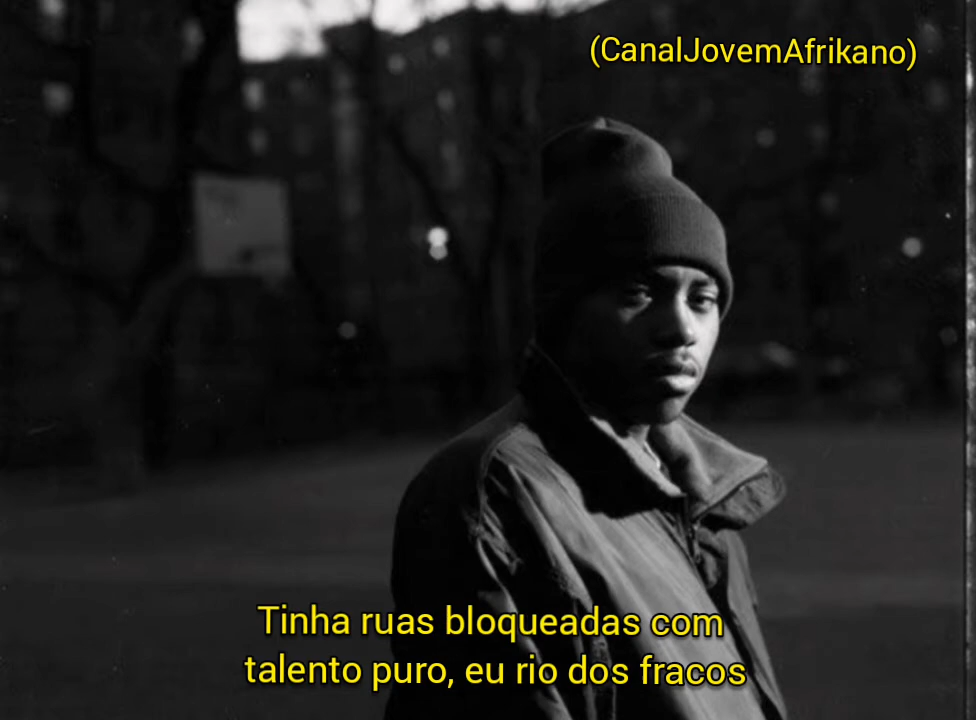 (CanalJovemAfrikano)
Tinha ruas bloqueadas com
talento puro, eu rio dos fracos